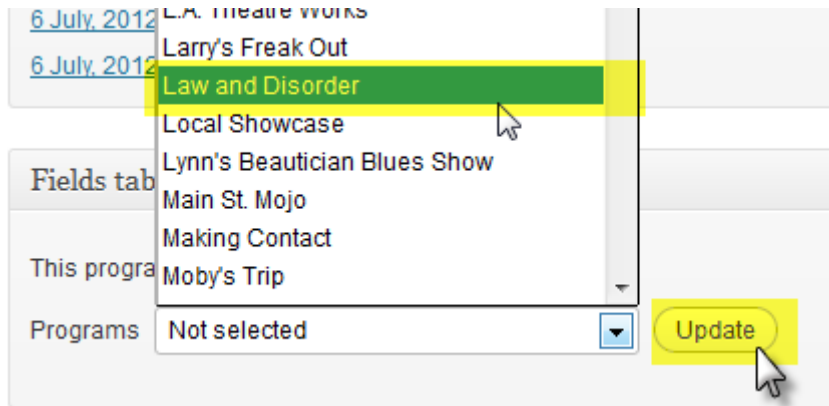 6 July, 2012
L.A. Theatre Works
Larry's Freak Out
6 July, 2012
Law and Disorder
Local Showcase
Lynn's Beautician Blues Show
Fields tab
Main St. Mojo
Making Contact
This progra
Moby's Trip
Programs Not selected Update